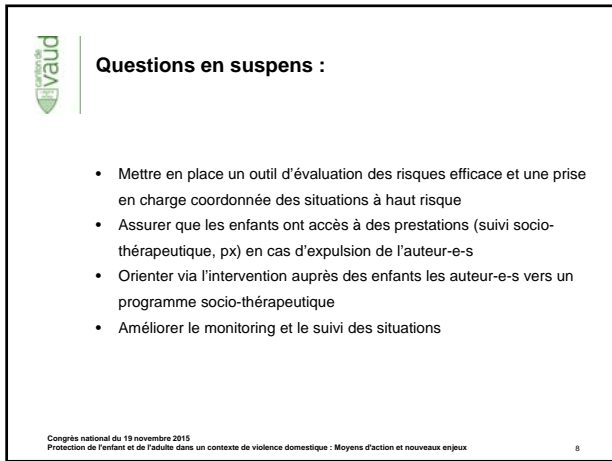 canton de
vaud
Questions en suspens :
• Mettre en place un outil d'évaluation des risques efficace et une prise
en charge coordonnée des situations à haut risque
• Assurer que les enfants ont accès à des prestations (suivi socio-
thérapeutique, px) en cas d'expulsion de l'auteur-e-s
• Orienter via l'intervention auprès des enfants les auteur-e-s vers un
programme socio-thérapeutique
• Améliorer le monitoring et le suivi des situations
Congrès national du 19 novembre 2015
Protection de l'enfant et de l'adulte dans un contexte de violence domestique : Moyens d'action et nouveaux enjeux
8